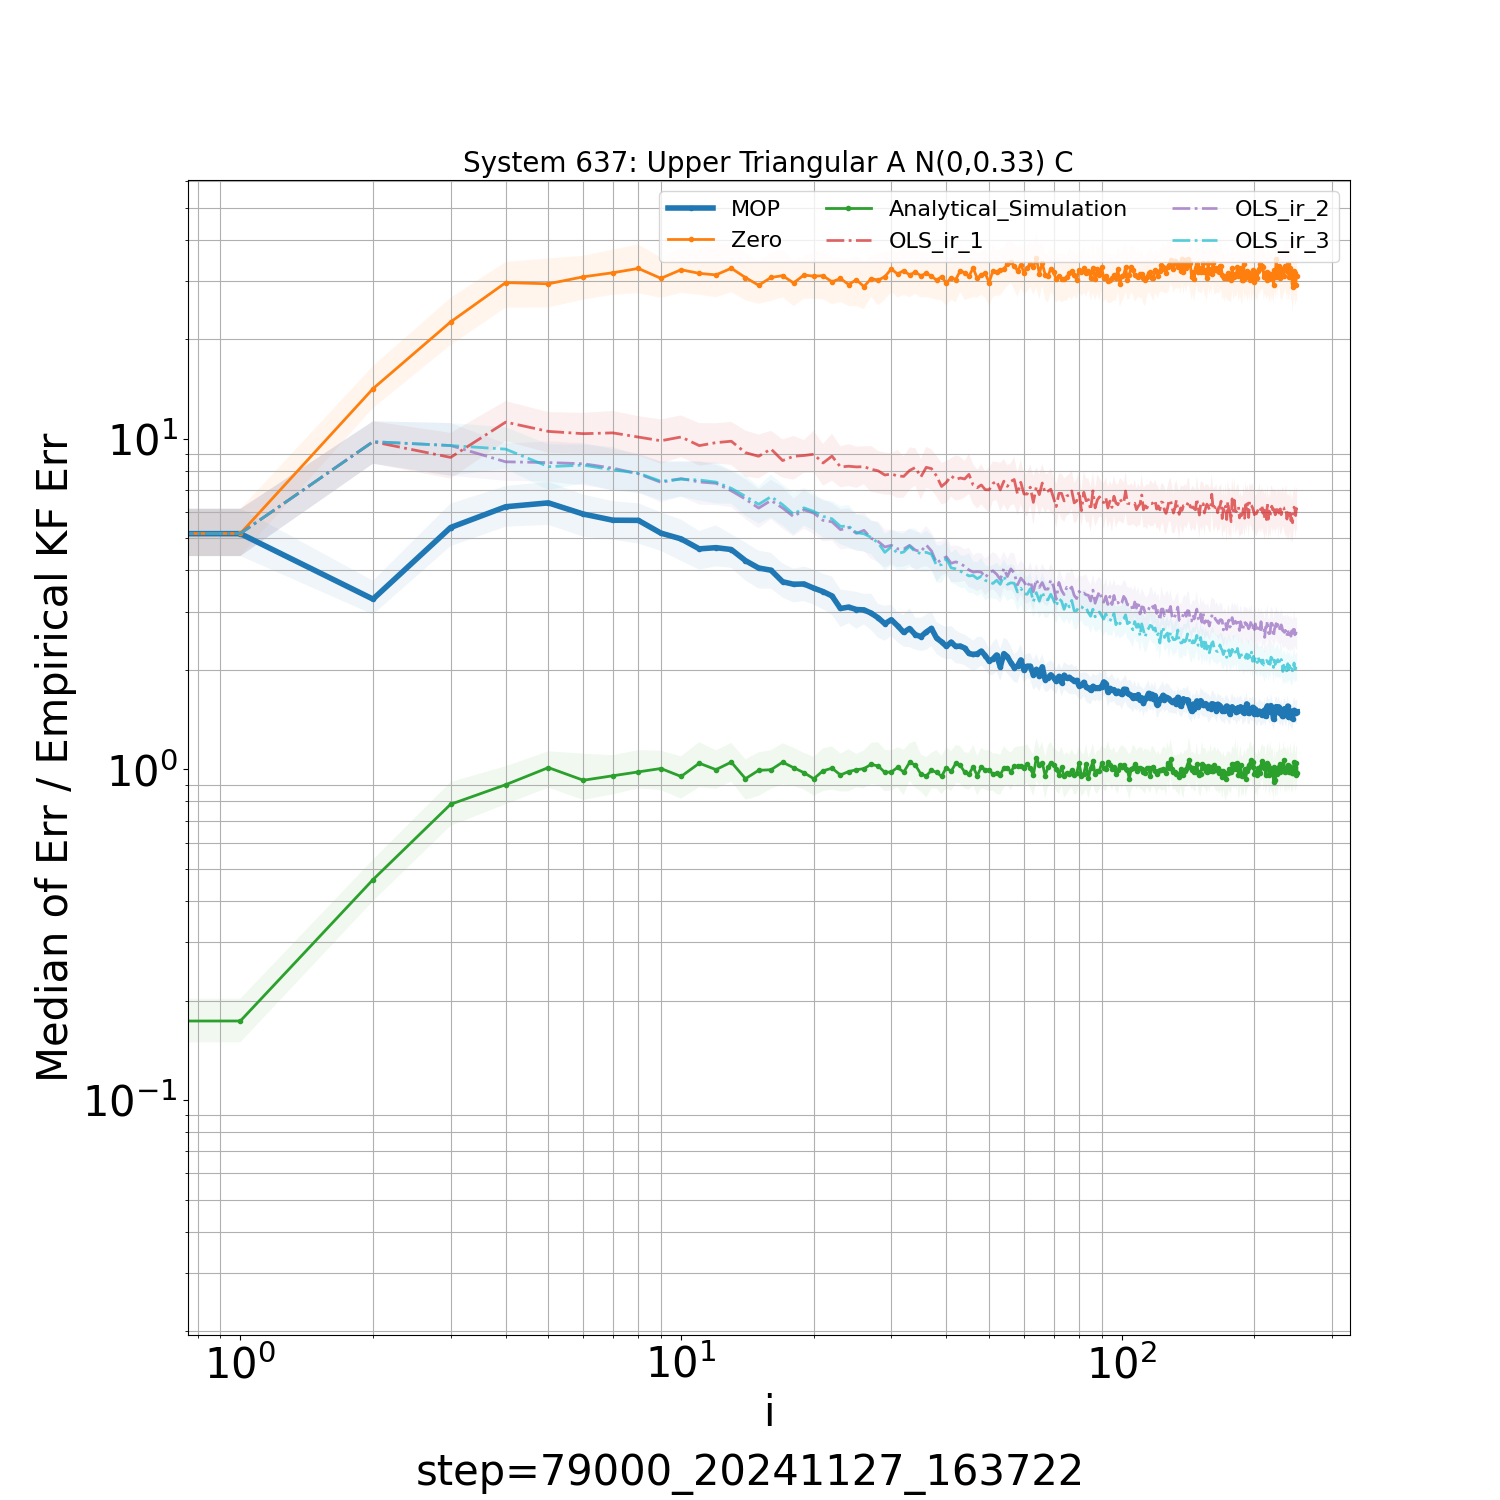 System 637: Upper Triangular A N(0,0.33) C
MOP
Zero
Analytical_Simulation
OLS_ir_1
OLS_ir_2
OLS_ir_3
Median of Err / Empirical KF Err
10¹
10⁰
10⁻¹
10⁰
10¹
10²
i
step=79000_20241127_163722